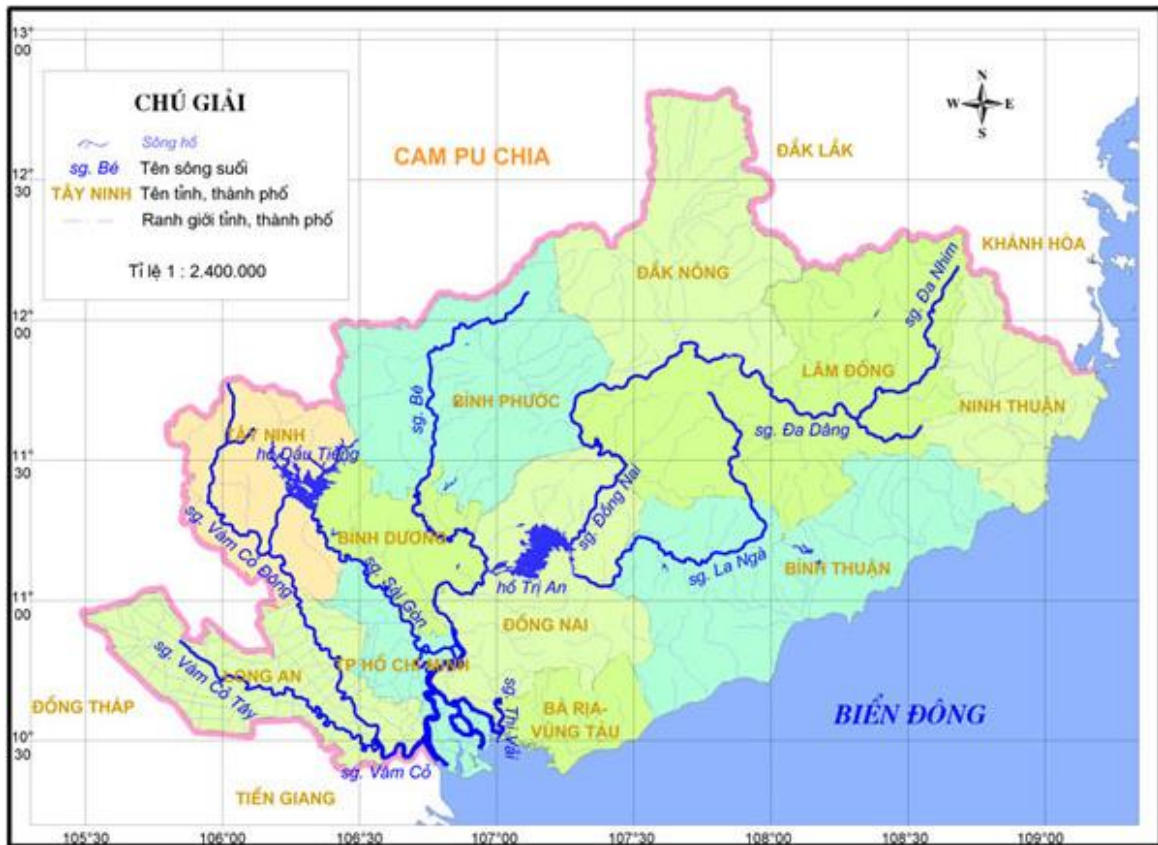 13°
00
CHÚ GIẢI
Sông hồ
sg. Bé Tên sông suối
TÂY NINH Tên tỉnh, thành phố
Ranh giới tỉnh, thành phố
Tỉ lệ 1 : 2.400.000
N
W E
S
CAM PU CHIA
ĐẮK LẮK
12°
30
KHÁNH HÒA
ĐẮK NÔNG
sg. Đa Nhim
12°
00
LÂM ĐỒNG
BÌNH PHƯỚC
sg. Bé
NINH THUẬN
TÂY NINH
sg. Đa Dâng
hồ Dầu Tiếng
11°
30
sg. Đồng Nai
sg. Vàm Cỏ Đông
BÌNH DƯƠNG
sg. Sài Gòn
hồ Trị An
sg. La Ngà
BÌNH THUẬN
11°
00
ĐỒNG NAI
TP HỒ CHÍ MINH
LONG AN
sg. Vàm Cỏ Tây
ĐỒNG THÁP
sg. Thị Vải
BÀ RỊA-
VŨNG TÀU
BIỂN ĐÔNG
10°
30
sg. Vàm Cỏ
TIỀN GIANG
105°30 106°00 106°30 107°00 107°30 108°00 108°30 109°00